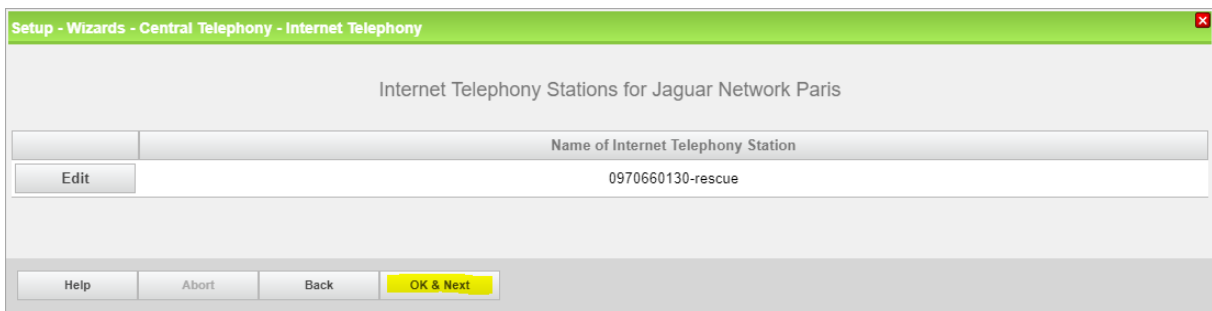 Setup - Wizards - Central Telephony - Internet Telephony
Internet Telephony Stations for Jaguar Network Paris
Name of Internet Telephony Station
Edit 0970660130-rescue
Help Abort Back OK & Next